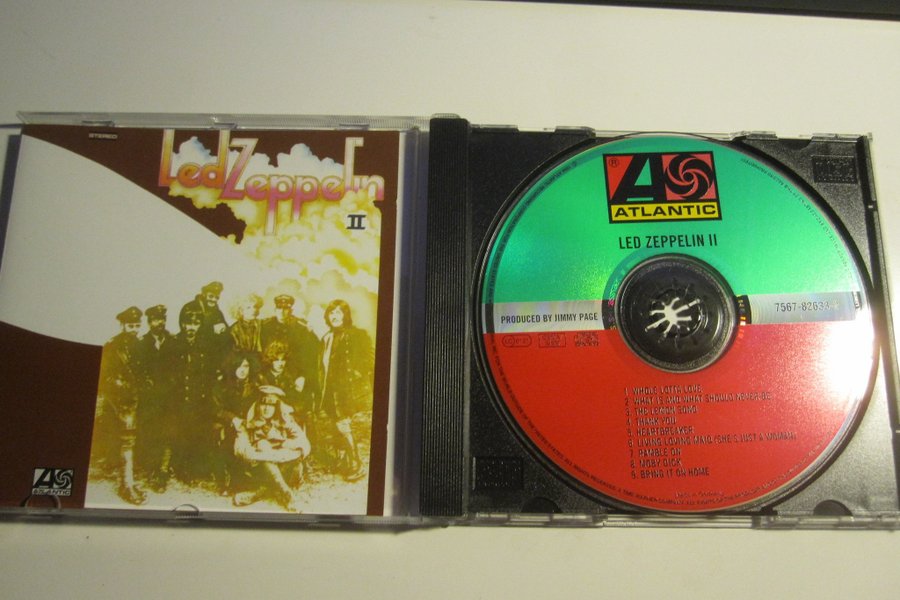 STEREO
Led Zeppelin
II
ATLANTIC
® ATLANTIC
LED ZEPPELIN II
PRODUCED BY JIMMY PAGE
7567-82633-2
1. WHOLE LOTTA LOVE
2. WHAT IS AND WHAT SHOULD NEVER BE
3. THE LEMON SONG
4. THANK YOU
5. HEARTBREAKER
6. LIVING LOVING MAID (SHE'S JUST A WOMAN)
7. RAMBLE ON
8. MOBY DICK
9. BRING IT ON HOME